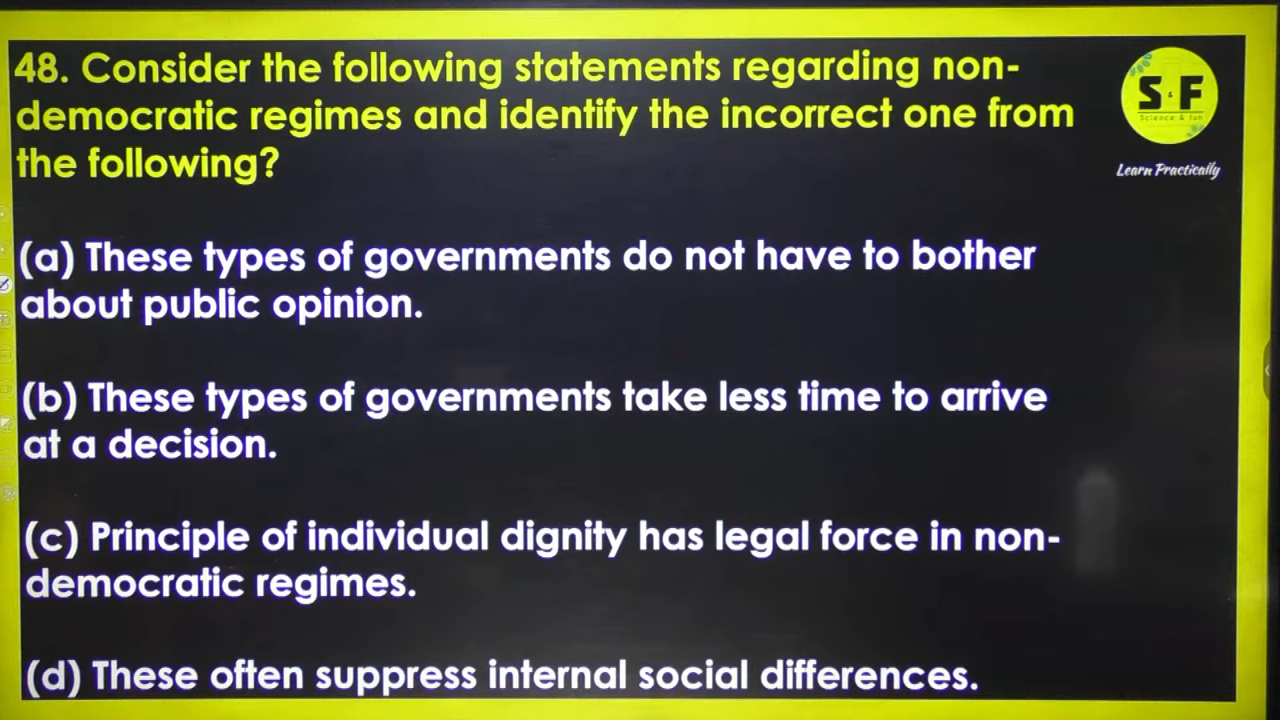 48. Consider the following statements regarding non-
democratic regimes and identify the incorrect one from
the following?
S & F
Science & fun
Learn Practically
(a) These types of governments do not have to bother
about public opinion.
(b) These types of governments take less time to arrive
at a decision.
(c) Principle of individual dignity has legal force in non-
democratic regimes.
(d) These often suppress internal social differences.